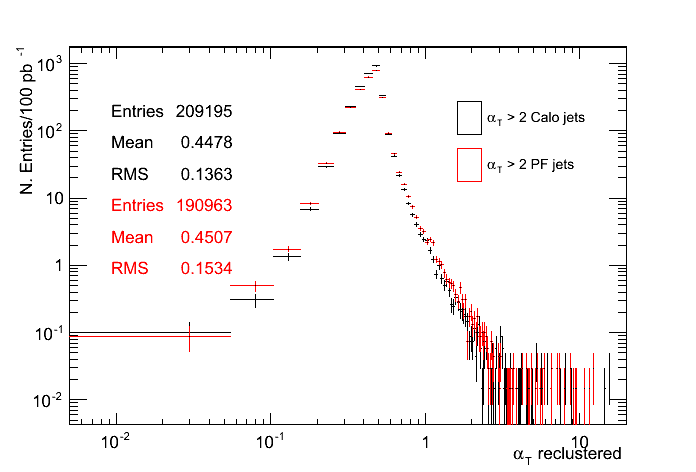 N. Entries/100 pb⁻¹
10³
10²
10
1
10⁻¹
10⁻²
Entries 209195
Mean 0.4478
RMS 0.1363
Entries 190963
Mean 0.4507
RMS 0.1534
α_T > 2 Calo jets
α_T > 2 PF jets
10⁻² 10⁻¹ 1 10
α_T reclustered